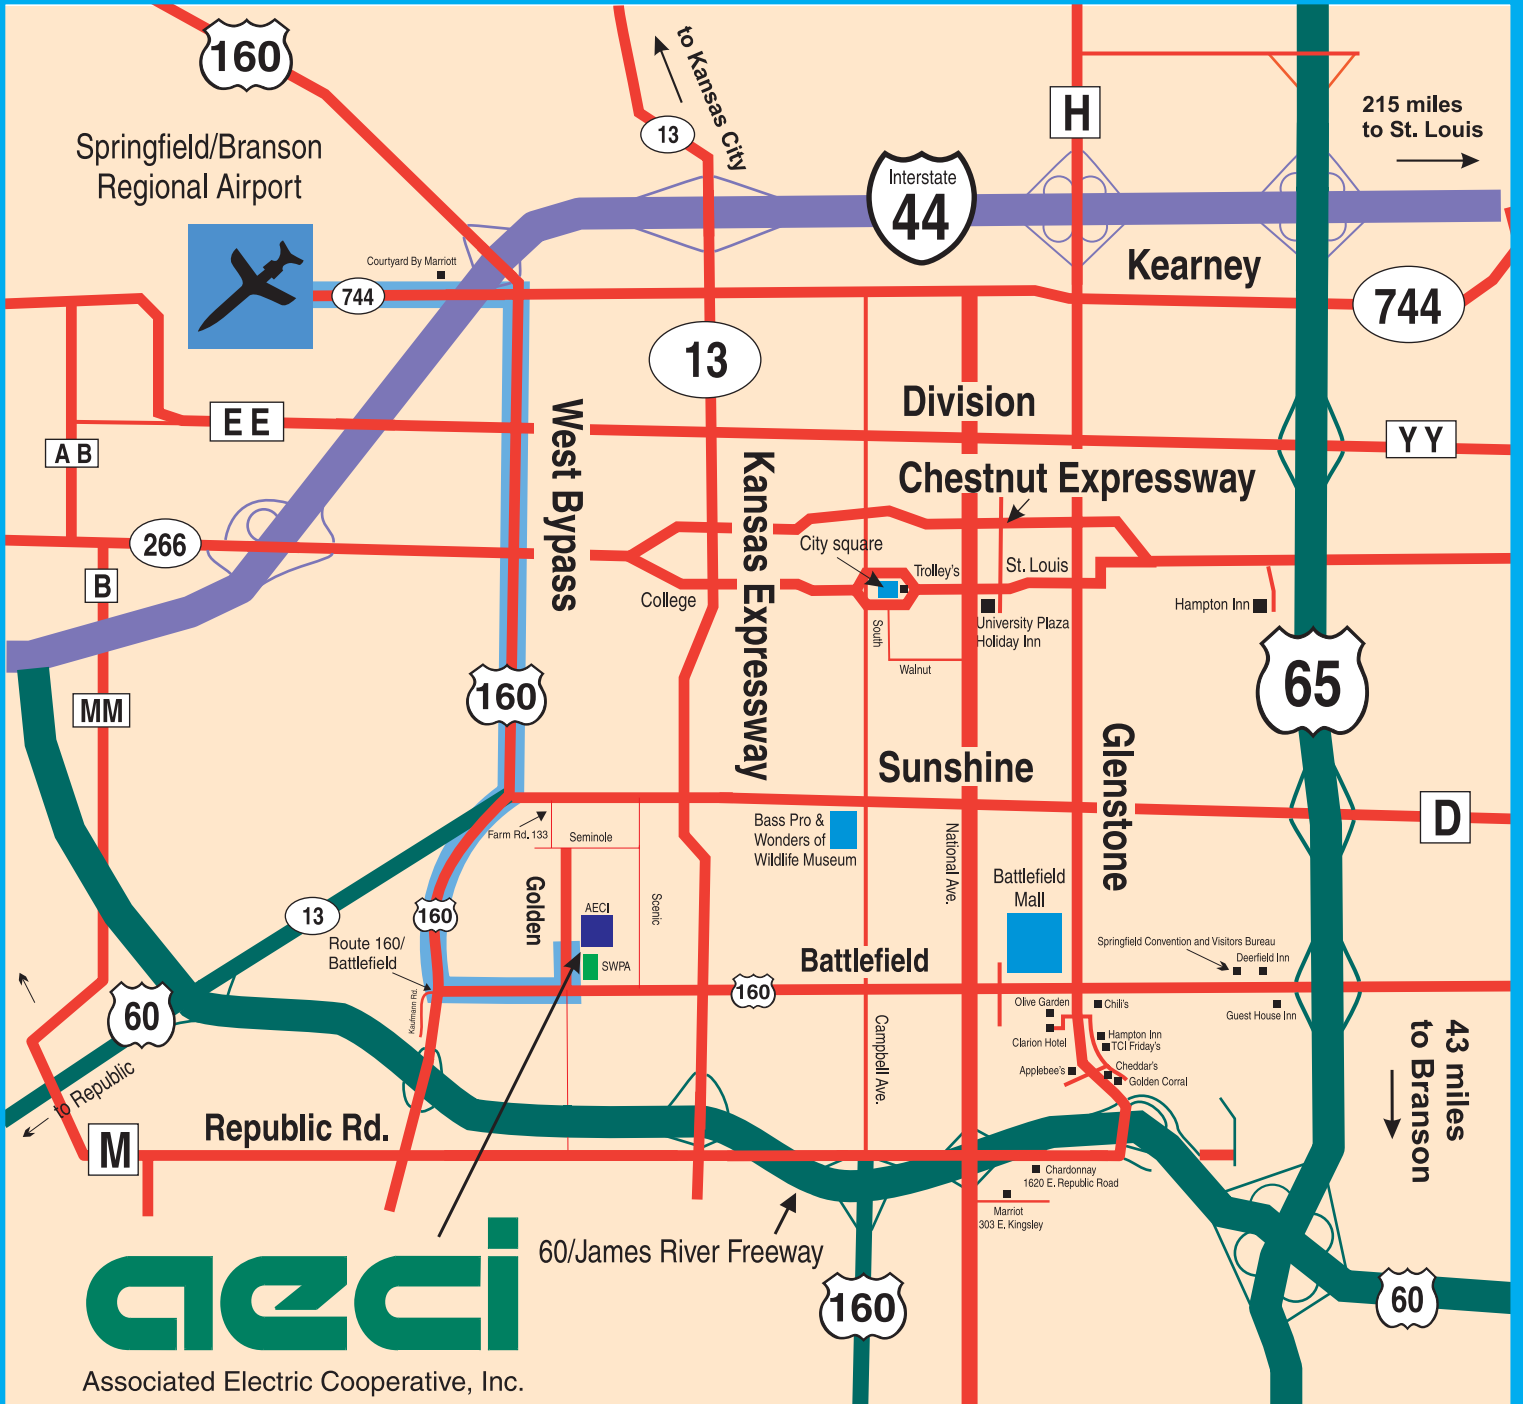 160
to Kansas City
13
H
215 miles
to St. Louis
Springfield/Branson
Regional Airport
Interstate
44
Kearney
Courtyard By Marriott
744
744
13
Division
E E
Y Y
A B
West Bypass
Kansas Expressway
Chestnut Expressway
266
City square
Trolley's
St. Louis
B
College
Hampton Inn
University Plaza
Holiday Inn
South
Walnut
160
65
MM
Glenstone
Sunshine
D
Farm Rd. 133
Seminole
Bass Pro &
Wonders of
Wildlife Museum
National Ave.
Battlefield
Mall
Golden
AECI
Scenic
13
160
Route 160/
Battlefield
SWPA
Battlefield
Springfield Convention and Visitors Bureau
Deerfield Inn
160
Kaufmann Rd.
Olive Garden
Chili's
Guest House Inn
60
Campbell Ave.
Clarion Hotel
Hampton Inn
TCI Friday's
43 miles
to Branson
Applebee's
Cheddar's
Golden Corral
to Republic
Republic Rd.
M
Chardonnay
1620 E. Republic Road
Marriot
303 E. Kingsley
60/James River Freeway
160
60
aeci
Associated Electric Cooperative, Inc.